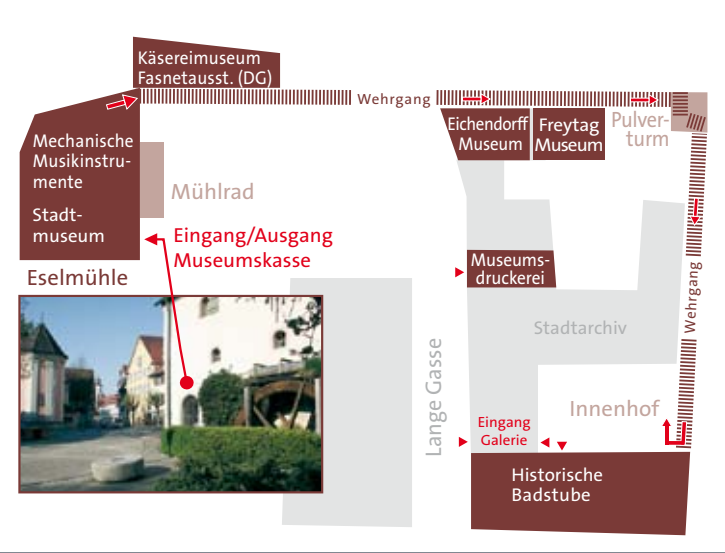 Käsereimuseum
Fasnetausst. (DG)
Wehrgang
Mechanische
Musikinstru-
mente
Stadt-
museum
Mühlrad
Eichendorff
Museum
Freytag
Museum
Pulver-
turm
Eingang/Ausgang
Museumskasse
Eselmühle
Museums-
druckerei
Wehrgang
Stadtarchiv
Lange Gasse
Innenhof
Eingang
Galerie
Historische
Badstube